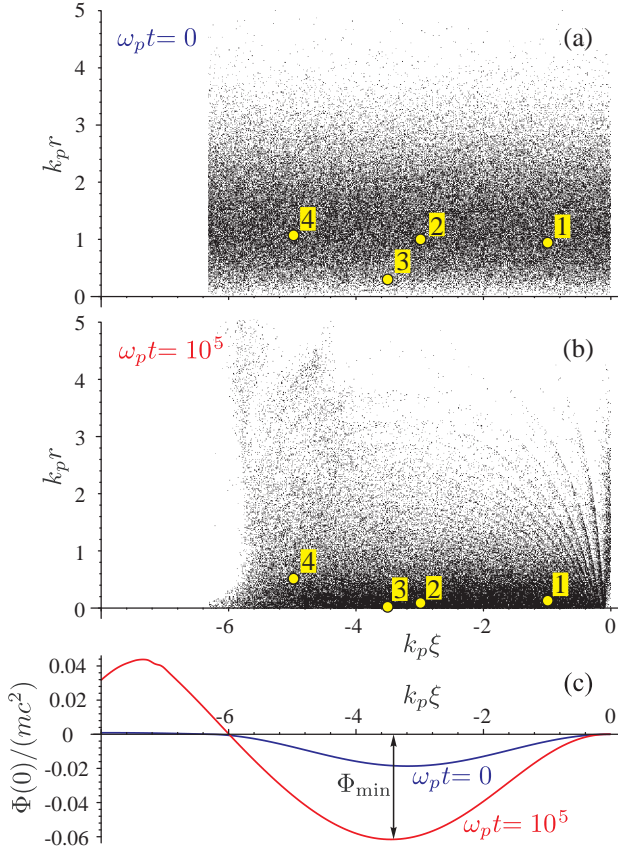 5
ω_p t = 0
(a)
4
3
k_p r
2
4
2
1
1
3
0
5
ω_p t = 10^5
(b)
4
3
k_p r
2
1
4
3
2
1
0
-6
-4
-2
0
k_p ξ
0.04
k_p ξ
(c)
0.02
-6
-4
-2
0
0
Φ(0)/(mc^2)
-0.02
Φ_min
ω_p t = 0
-0.04
ω_p t = 10^5
-0.06